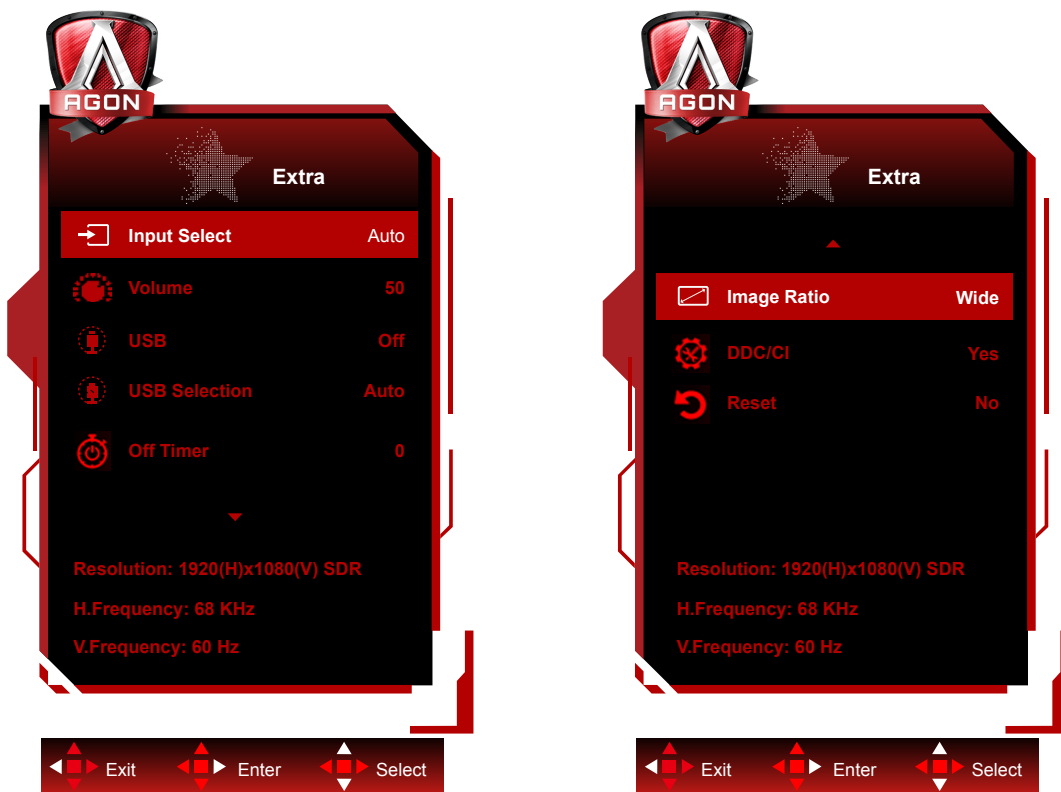 AGON
Extra
Input Select Auto
Volume 50
USB Off
USB Selection Auto
Off Timer 0
Resolution: 1920(H)x1080(V) SDR
H.Frequency: 68 KHz
V.Frequency: 60 Hz
Exit Enter Select
AGON
Extra
Image Ratio Wide
DDC/CI Yes
Reset No
Resolution: 1920(H)x1080(V) SDR
H.Frequency: 68 KHz
V.Frequency: 60 Hz
Exit Enter Select